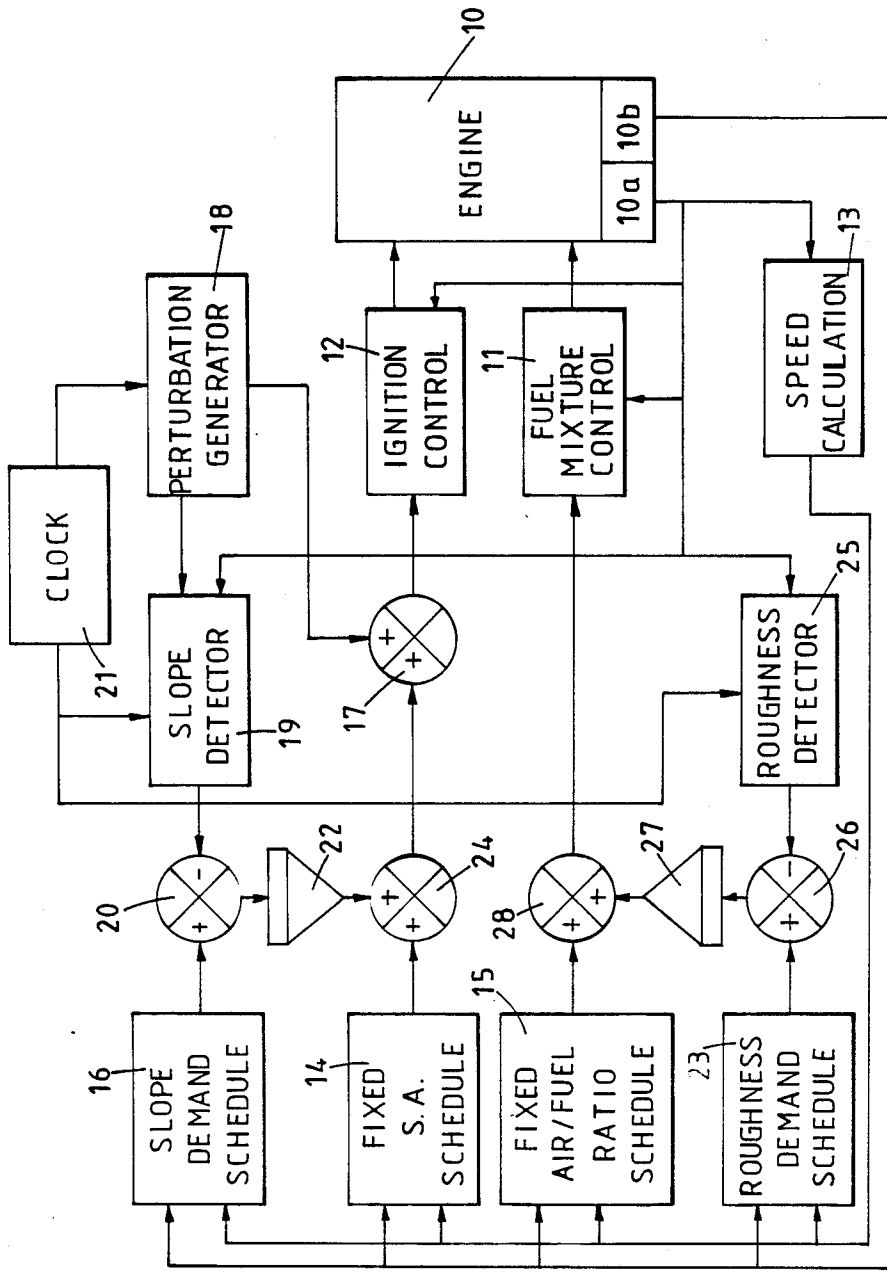 CLOCK
21
PERTURBATION
GENERATOR
18
SLOPE
DETECTOR
19
20
+
-
16
SLOPE
DEMAND
SCHEDULE
22
14
FIXED
S.A.
SCHEDULE
+
+
24
+
+
17
12
IGNITION
CONTROL
ENGINE
10
10a
10b
11
FUEL
MIXTURE
CONTROL
15
FIXED
AIR/FUEL
RATIO
SCHEDULE
28
+
+
27
23
ROUGHNESS
DEMAND
SCHEDULE
+
-
26
ROUGHNESS
DETECTOR
25
SPEED
CALCULATION
13